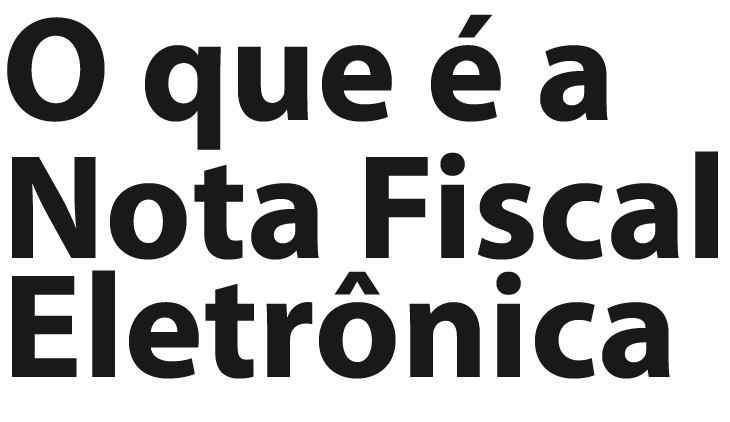 O que é a
Nota Fiscal
Eletrônica